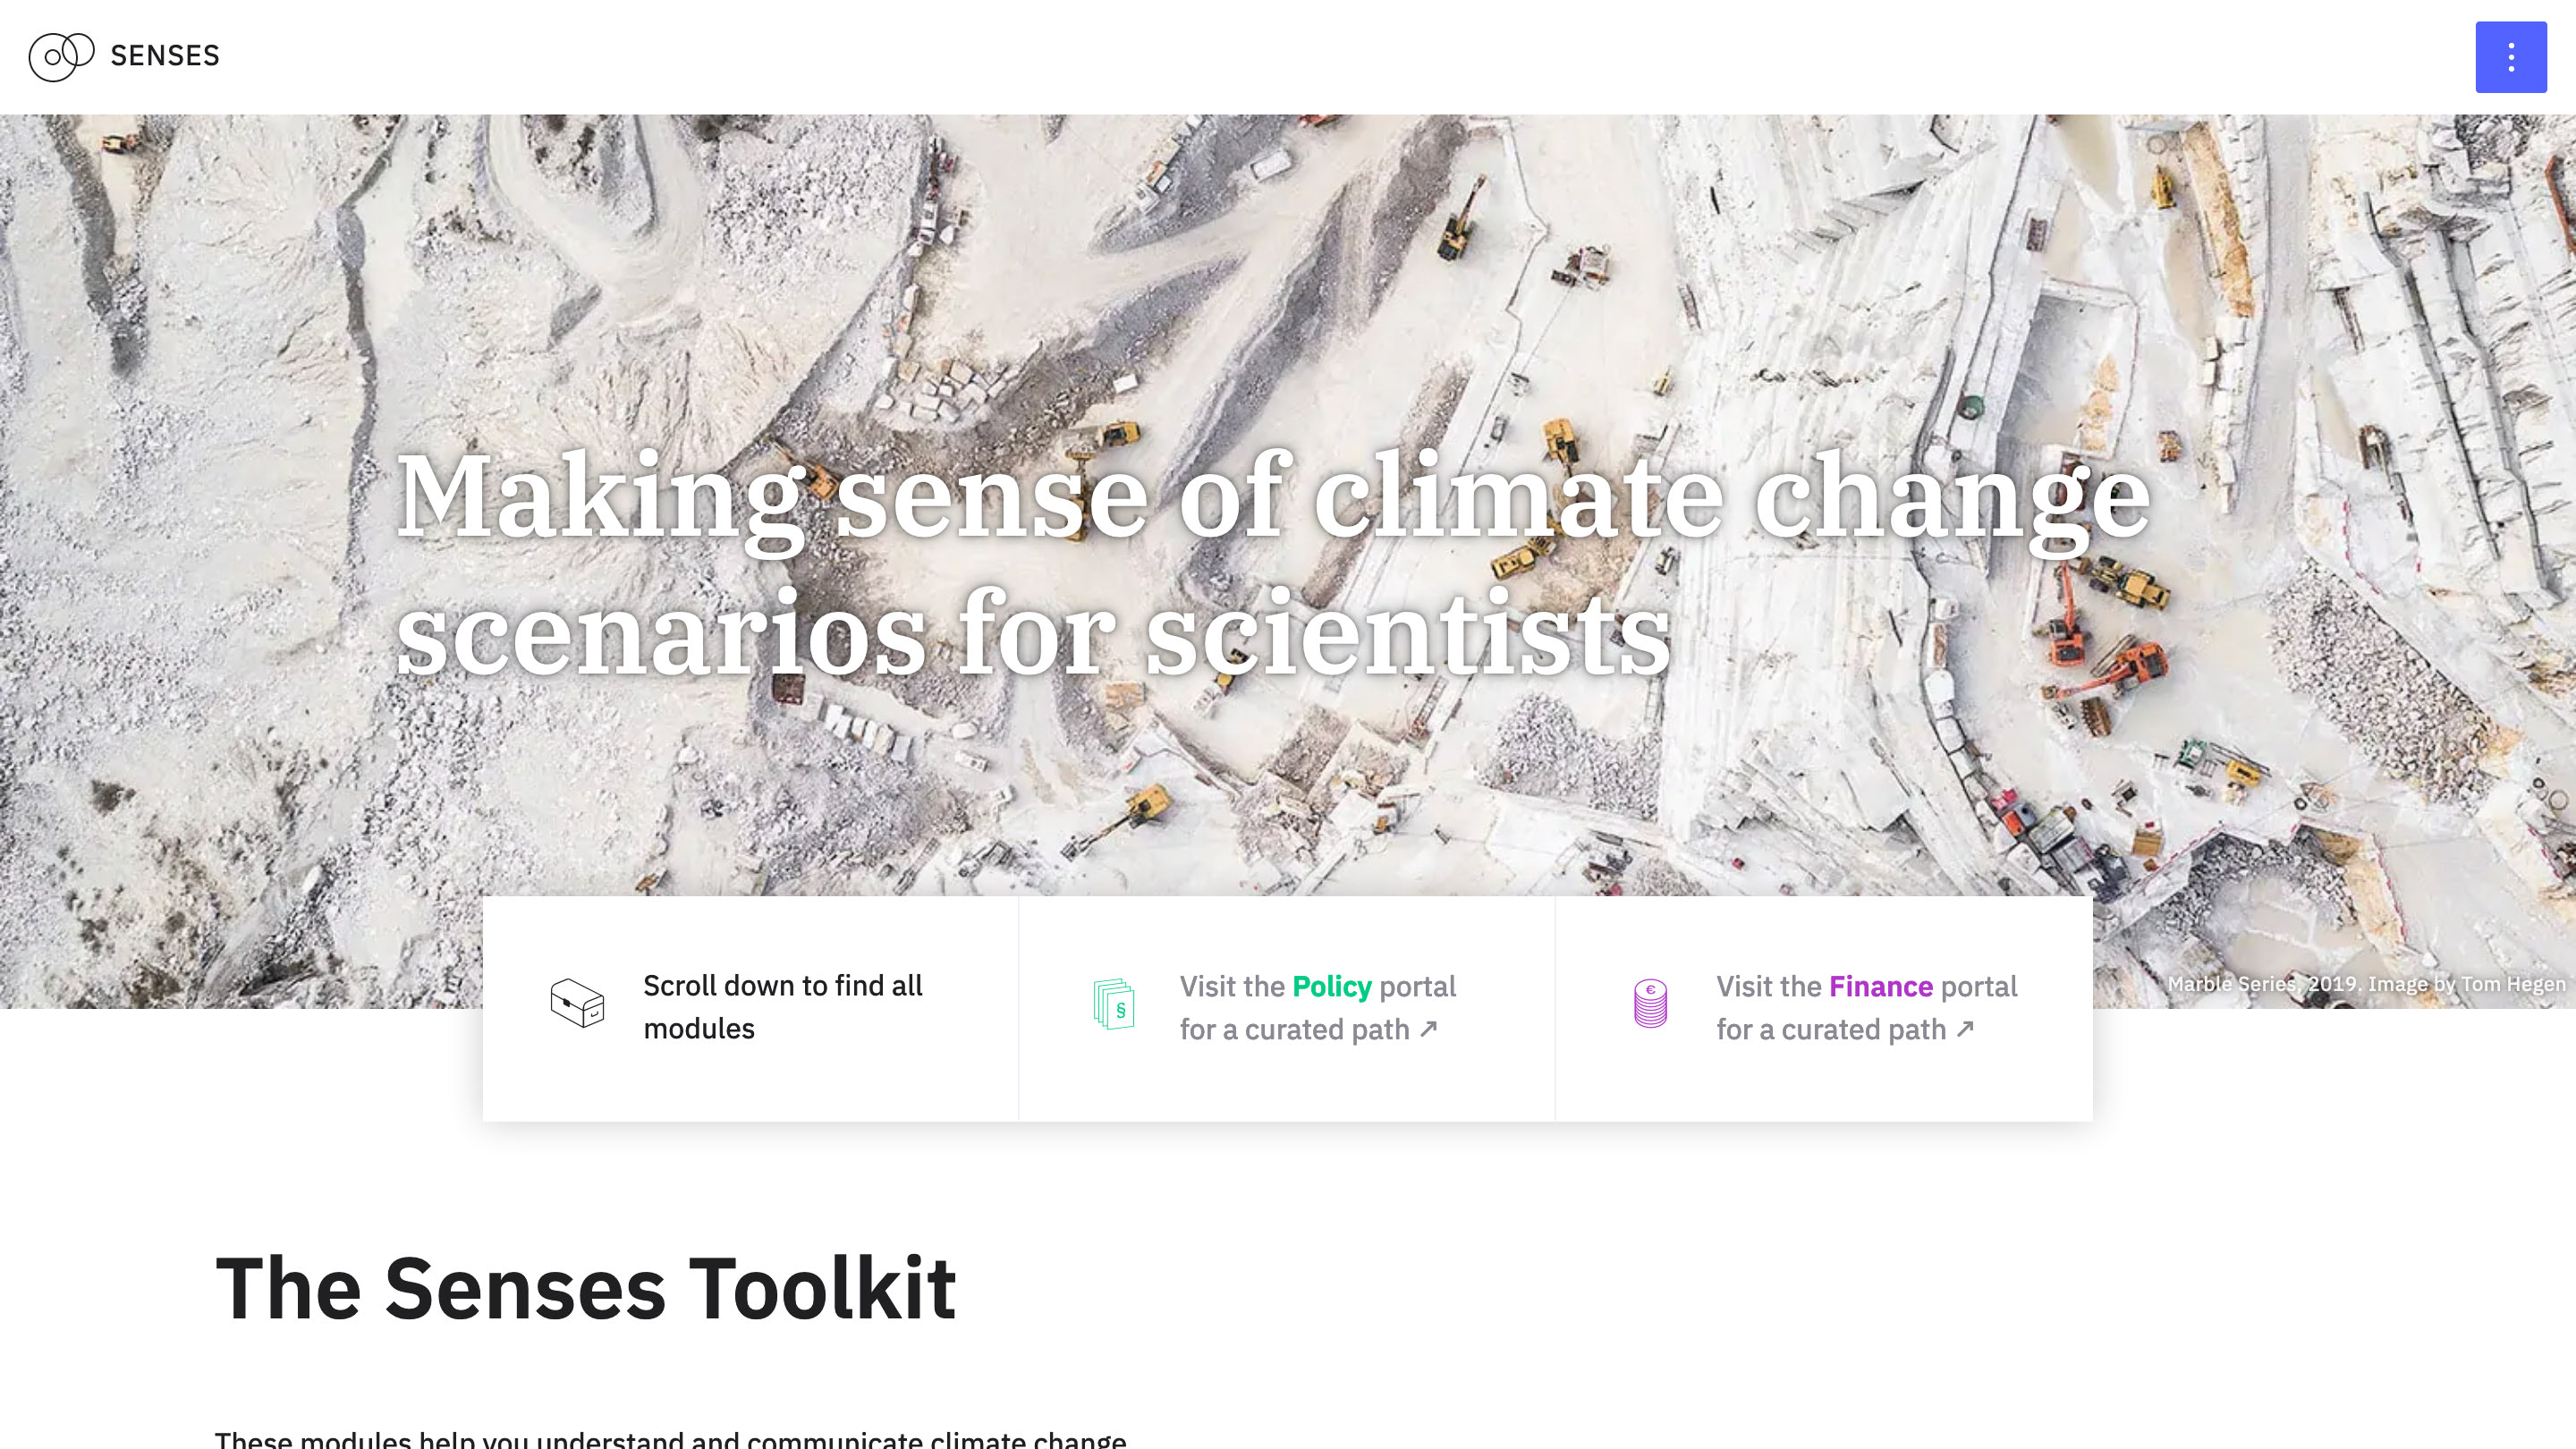 SENSES
Making sense of climate change
scenarios for scientists
Marble Series, 2019. Image by Tom Hegen
Scroll down to find all
modules
§
Visit the Policy portal
for a curated path ↗
€
Visit the Finance portal
for a curated path ↗
The Senses Toolkit
These modules help you understand and communicate climate change